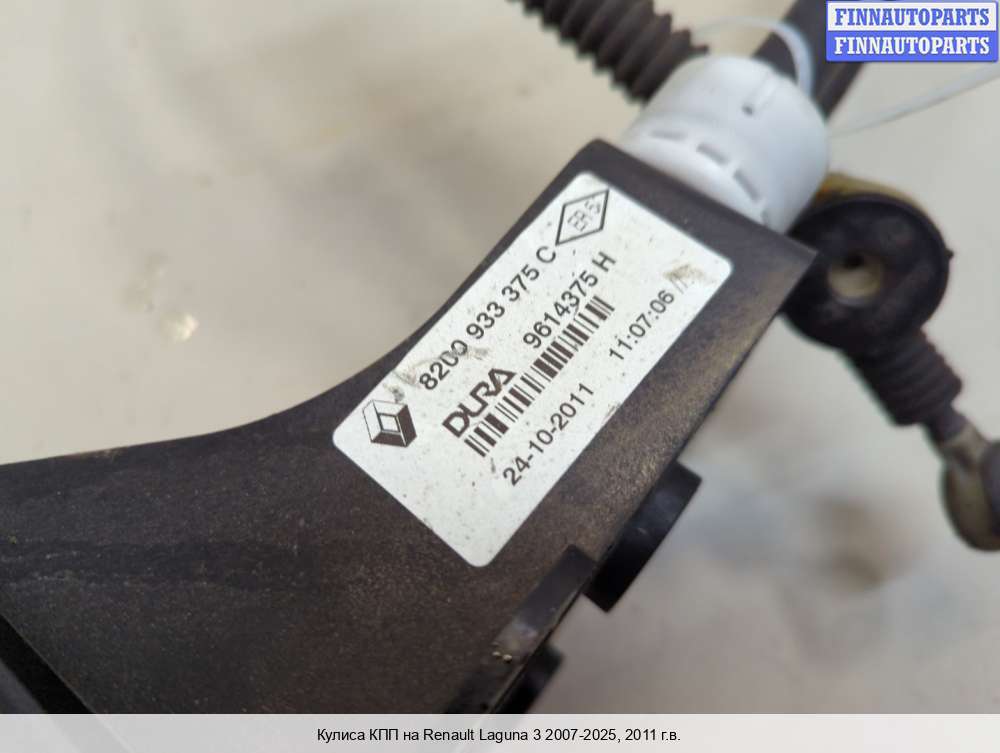 FINNAUTOPARTS
FINNAUTOPARTS
8200 933 375 C
DURA 9614375 H
24-10-2011 11:07:06
Кулиса КПП на Renault Laguna 3 2007-2025, 2011 г.в.